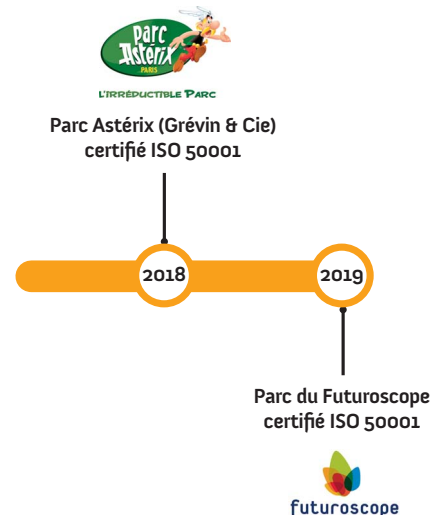 Parc
Astérix
PARIS
L'IRRÉDUCTIBLE PARC
Parc Astérix (Grévin & Cie)
certifié ISO 50001
2018
2019
Parc du Futuroscope
certifié ISO 50001
futuroscope